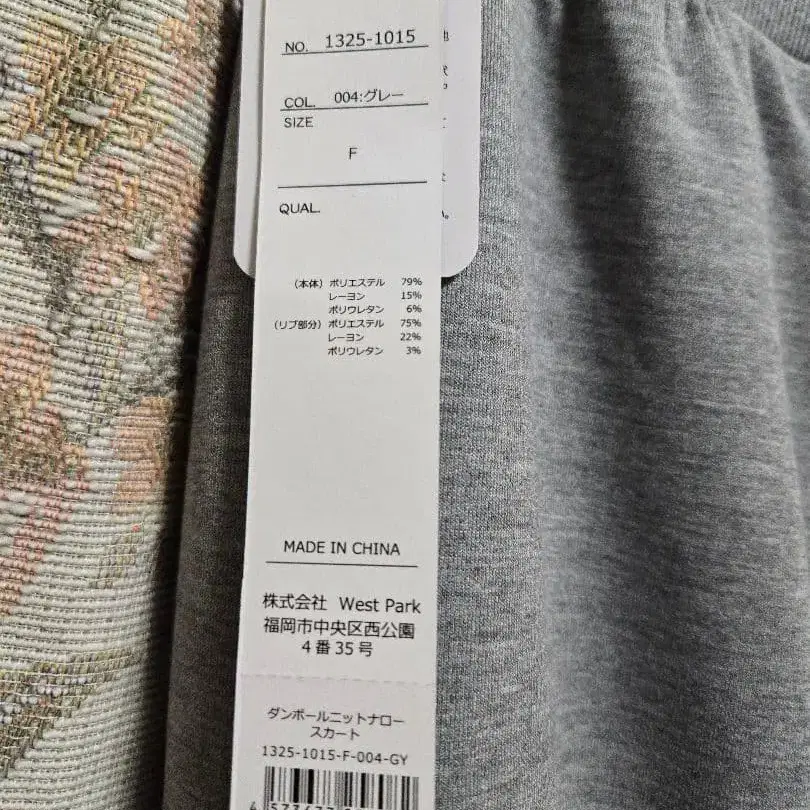 NO. 1325-1015
COL. 004:グレー
SIZE
F
QUAL.
(本体) ポリエステル 79%
レーヨン 15%
ポリウレタン 6%
(リブ部分) ポリエステル 75%
レーヨン 22%
ポリウレタン 3%
MADE IN CHINA
株式会社 West Park
福岡市中央区西公園
4番35号
ダンボールニットナロー
スカート
1325-1015-F-004-GY